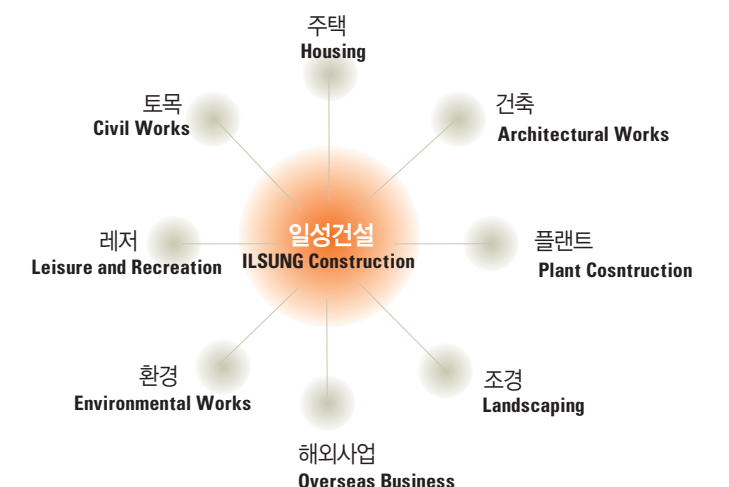 주택
Housing
토목
Civil Works
건축
Architectural Works
일성건설
ILSUNG Construction
레저
Leisure and Recreation
플랜트
Plant Cosntruction
환경
Environmental Works
조경
Landscaping
해외사업
Overseas Business